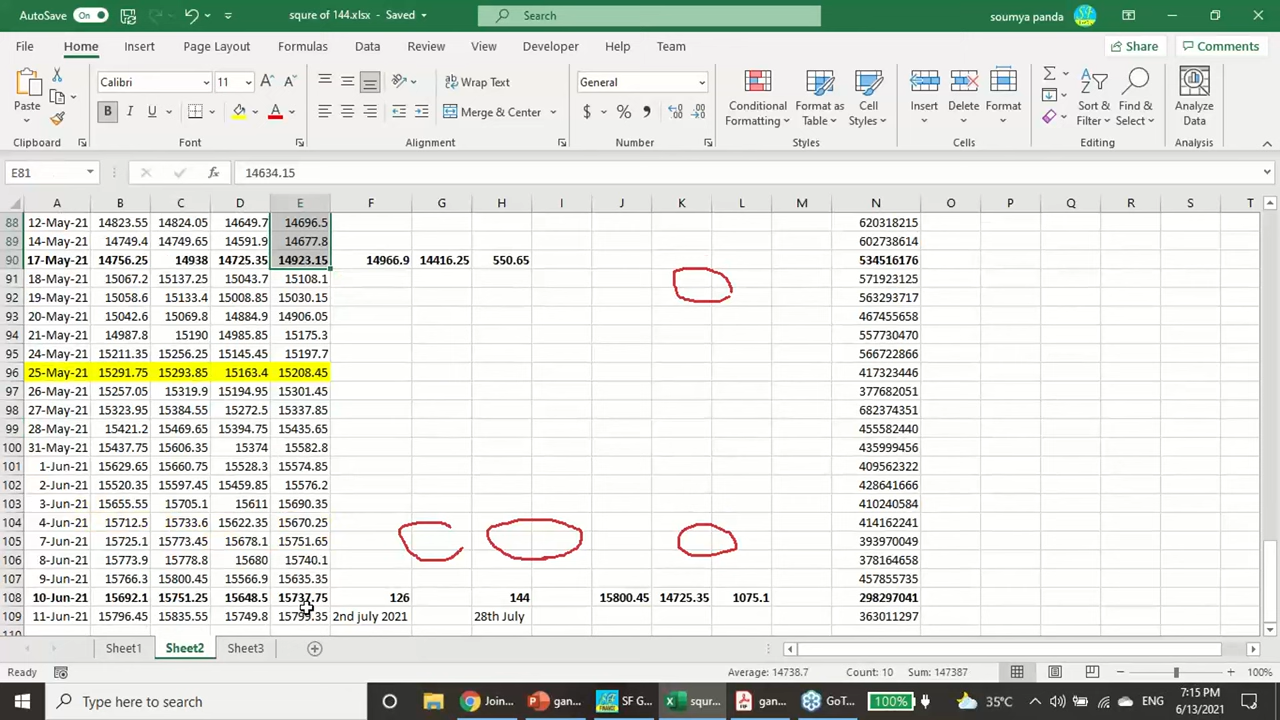 AutoSave On squre of 144.xlsx - Saved Search soumya panda
File Home Insert Page Layout Formulas Data Review View Developer Help Team Share Comments
Calibri 11 Wrap Text General
Paste Merge & Center Conditional Formatting Format as Table Cell Styles Insert Delete Format Sort & Filter Find & Select Analyze Data
Clipboard Font Alignment Number Styles Cells Editing Analysis
E81 14634.15
A B C D E F G H I J K L M N O P Q R S T
88 12-May-21 14823.55 14824.05 14649.7 14696.5 620318215
89 14-May-21 14749.4 14749.65 14591.9 14677.8 602738614
90 17-May-21 14756.25 14938 14725.35 14923.15 14966.9 14416.25 550.65 534516176
91 18-May-21 15067.2 15137.25 15043.7 15108.1 571923125
92 19-May-21 15058.6 15133.4 15008.85 15030.15 563293717
93 20-May-21 15042.6 15069.8 14884.9 14906.05 467455658
94 21-May-21 14987.8 15190 14985.85 15175.3 557730470
95 24-May-21 15211.35 15256.25 15145.45 15197.7 566722866
96 25-May-21 15291.75 15293.85 15163.4 15208.45 417323446
97 26-May-21 15257.05 15319.9 15194.95 15301.45 377682051
98 27-May-21 15323.95 15384.55 15272.5 15337.85 682374351
99 28-May-21 15421.2 15469.65 15394.75 15435.65 455582440
100 31-May-21 15437.75 15606.35 15374 15582.8 435999456
101 1-Jun-21 15629.65 15660.75 15528.3 15574.85 409562322
102 2-Jun-21 15520.35 15597.45 15459.85 15576.2 428641666
103 3-Jun-21 15655.55 15705.1 15611 15690.35 410240584
104 4-Jun-21 15712.5 15733.6 15622.35 15670.25 414162241
105 7-Jun-21 15725.1 15773.45 15678.1 15751.65 393970049
106 8-Jun-21 15773.9 15778.8 15680 15740.1 378164658
107 9-Jun-21 15766.3 15800.45 15566.9 15635.35 457855735
108 10-Jun-21 15692.1 15751.25 15648.5 15737.75 126 144 15800.45 14725.35 1075.1 298297041
109 11-Jun-21 15796.45 15835.55 15749.8 15799.35 2nd july 2021 28th July 363011297
Sheet1 Sheet2 Sheet3
Ready Average: 14738.7 Count: 10 Sum: 147387 100%
Type here to search Join... gan... SF G... squr... gan... GoT... 100% 35°C ENG 7:15 PM
6/13/2021